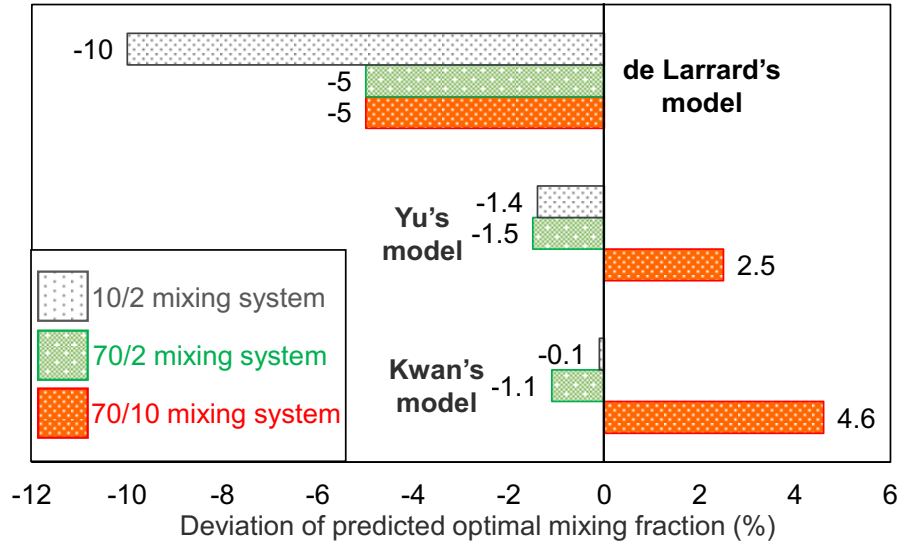 -10
-5
-5
de Larrard's
model
-1.4
Yu's
model
-1.5
2.5
10/2 mixing system
70/2 mixing system
70/10 mixing system
-0.1
Kwan's
model
-1.1
4.6
-12 -10 -8 -6 -4 -2 0 2 4 6
Deviation of predicted optimal mixing fraction (%)